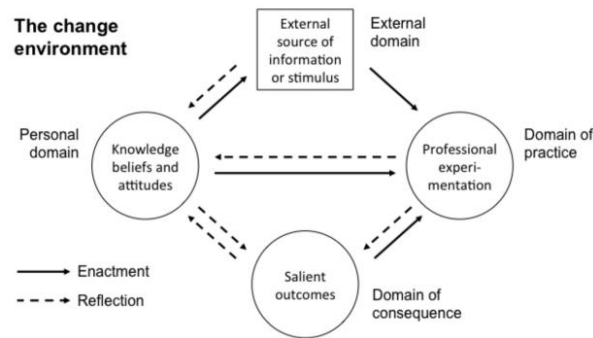 The change
environment
External
source of
information
or stimulus
External
domain
Personal
domain
Knowledge
beliefs and
attitudes
Professional
experi-
mentation
Domain of
practice
Salient
outcomes
Domain of
consequence
Enactment
Reflection